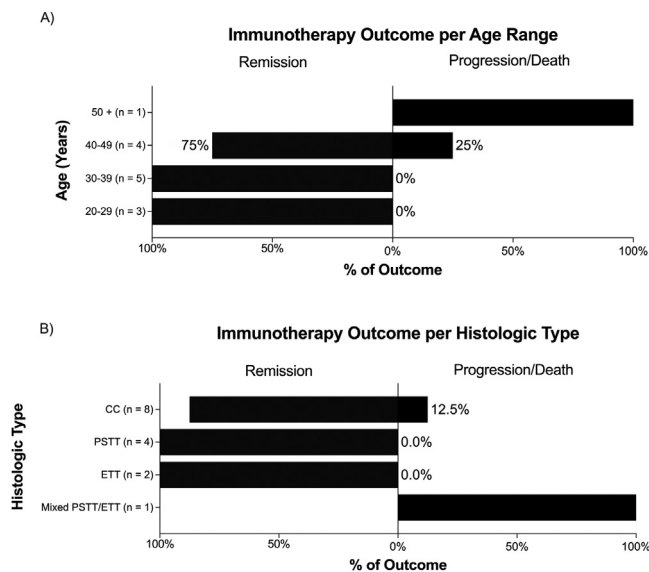 A)
Immunotherapy Outcome per Age Range
Remission
Progression/Death
Age (Years)
50 + (n = 1)
40-49 (n = 4)
75%
25%
30-39 (n = 5)
0%
20-29 (n = 3)
0%
100%
50%
0%
50%
100%
% of Outcome
B)
Immunotherapy Outcome per Histologic Type
Remission
Progression/Death
Histologic Type
CC (n = 8)
12.5%
PSTT (n = 4)
0.0%
ETT (n = 2)
0.0%
Mixed PSTT/ETT (n = 1)
100%
50%
0%
50%
100%
% of Outcome